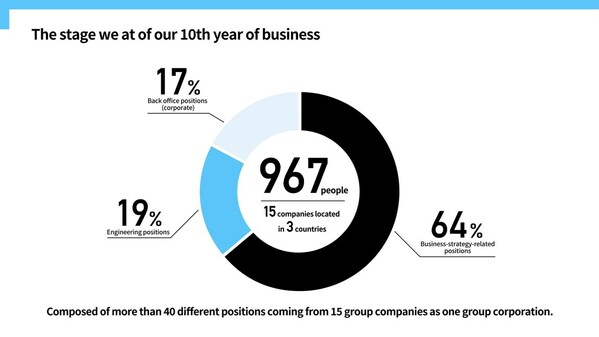 The stage we at of our 10th year of business
17%
Back office positions
(corporate)
967 people
15 companies located
in 3 countries
19%
Engineering positions
64%
Business-strategy-related
positions
Composed of more than 40 different positions coming from 15 group companies as one group corporation.